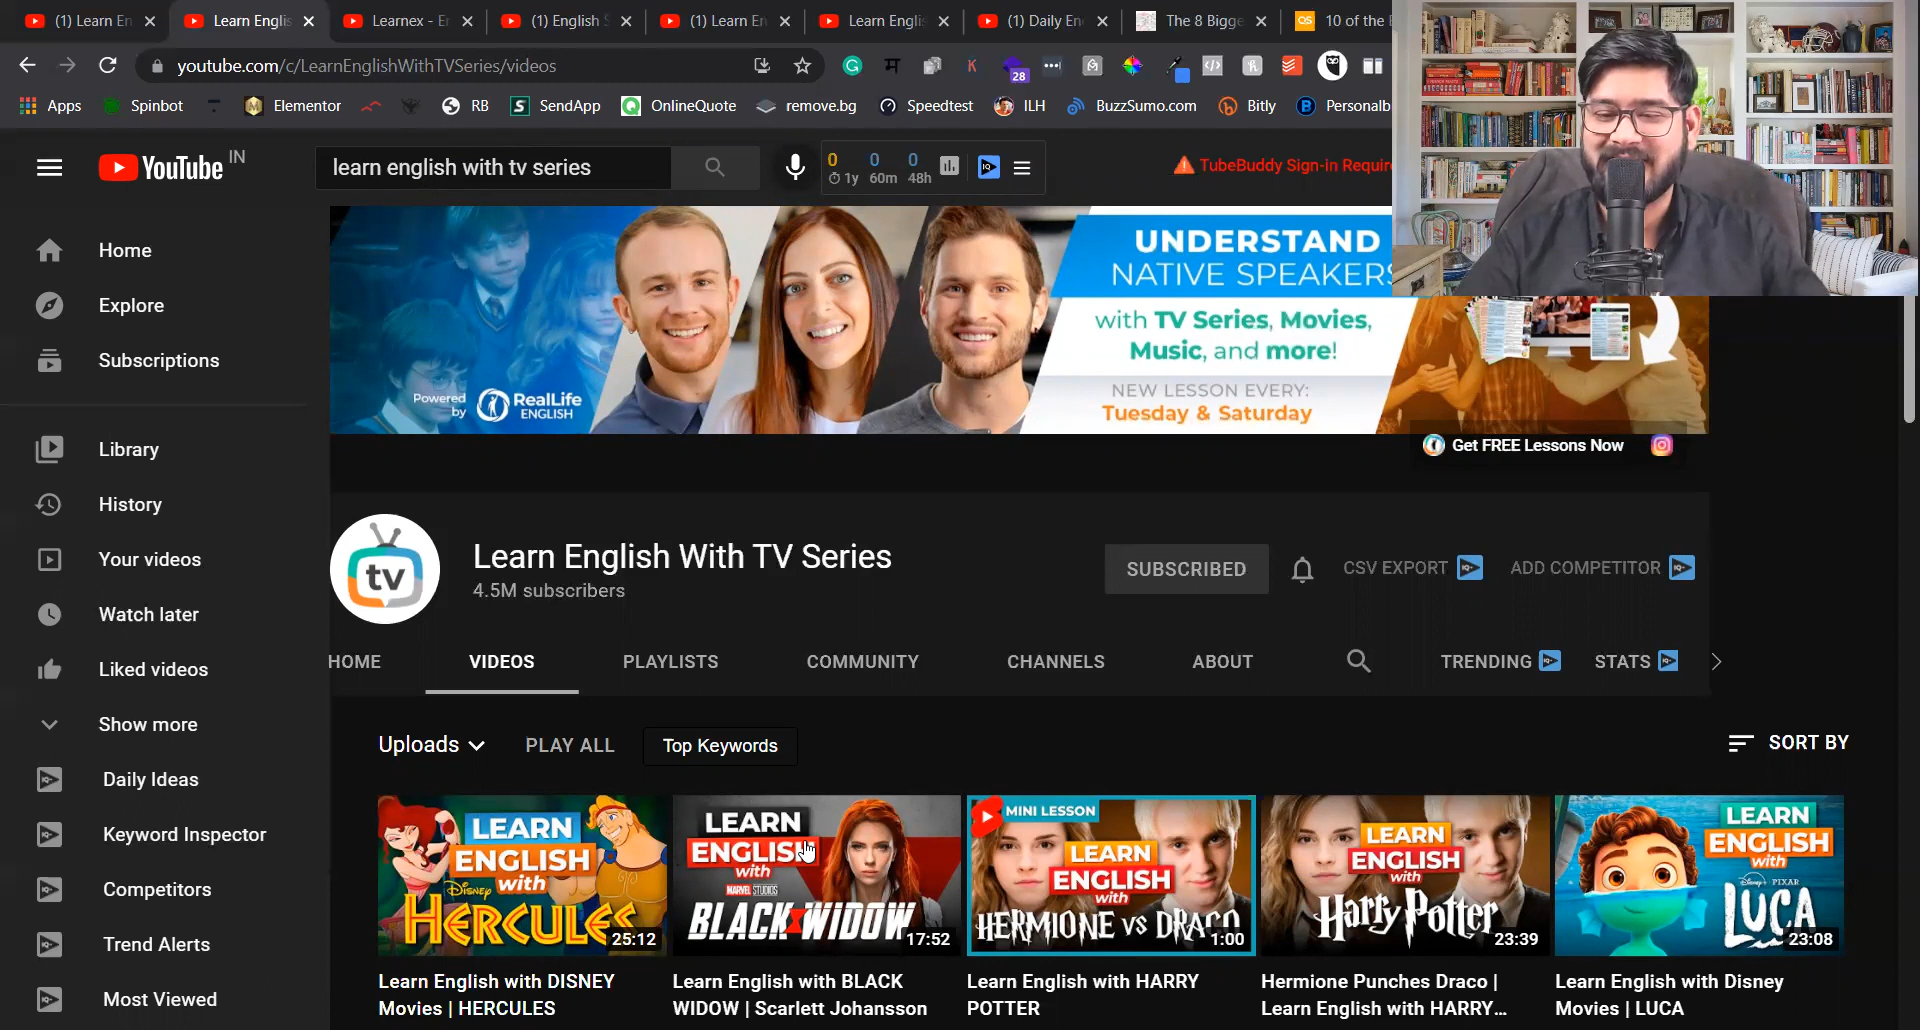 (1) Learn En
Learn Englis
Learnex - En
(1) English S
(1) Learn En
Learn Englis
(1) Daily En
The 8 Bigge
10 of the
youtube.com/c/LearnEnglishWithTVSeries/videos
28
Apps
Spinbot
Elementor
RB
SendApp
OnlineQuote
remove.bg
Speedtest
ILH
BuzzSumo.com
Bitly
Personalb
YouTube IN
learn english with tv series
0 0 0
1y 60m 48h
TubeBuddy Sign-in Require
Home
Explore
Subscriptions
Library
History
Your videos
Watch later
Liked videos
Show more
Daily Ideas
Keyword Inspector
Competitors
Trend Alerts
Most Viewed
Powered by RealLife ENGLISH
UNDERSTAND
NATIVE SPEAKERS
with TV Series, Movies,
Music, and more!
NEW LESSON EVERY:
Tuesday & Saturday
Get FREE Lessons Now
tv
Learn English With TV Series
4.5M subscribers
SUBSCRIBED
CSV EXPORT
ADD COMPETITOR
HOME
VIDEOS
PLAYLISTS
COMMUNITY
CHANNELS
ABOUT
TRENDING
STATS
Uploads
PLAY ALL
Top Keywords
SORT BY
LEARN
ENGLISH
with
Disney
HERCULES
25:12
LEARN
ENGLISH
with
MARVEL STUDIOS
BLACK WIDOW
17:52
MINI LESSON
LEARN
ENGLISH
with
HERMIONE VS DRACO
1:00
LEARN
ENGLISH
with
Harry Potter
23:39
LEARN
ENGLISH
with
Disney PIXAR
LUCA
23:08
Learn English with DISNEY
Movies | HERCULES
Learn English with BLACK
WIDOW | Scarlett Johansson
Learn English with HARRY
POTTER
Hermione Punches Draco |
Learn English with HARRY...
Learn English with Disney
Movies | LUCA